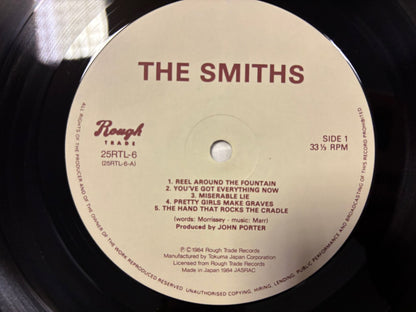 THE SMITHS
Rough
TRADE
25RTL-6
(25RTL-6-A)
SIDE 1
33 ⅓ RPM
1. REEL AROUND THE FOUNTAIN
2. YOU'VE GOT EVERYTHING NOW
3. MISERABLE LIE
4. PRETTY GIRLS MAKE GRAVES
5. THE HAND THAT ROCKS THE CRADLE
(words: Morrissey - music: Marr)
Produced by JOHN PORTER
Ⓟ©1984 Rough Trade Records
Manufactured by Tokuma Japan Corporation
Licensed from Rough Trade Records
Made in Japan 1984 JASRAC
ALL RIGHTS OF THE PRODUCER AND OF THE OWNER OF THE WORK REPRODUCED RESERVED. UNAUTHORISED COPYING, HIRING, LENDING, PUBLIC PERFORMANCE AND BROADCASTING OF THIS RECORD PROHIBITED.